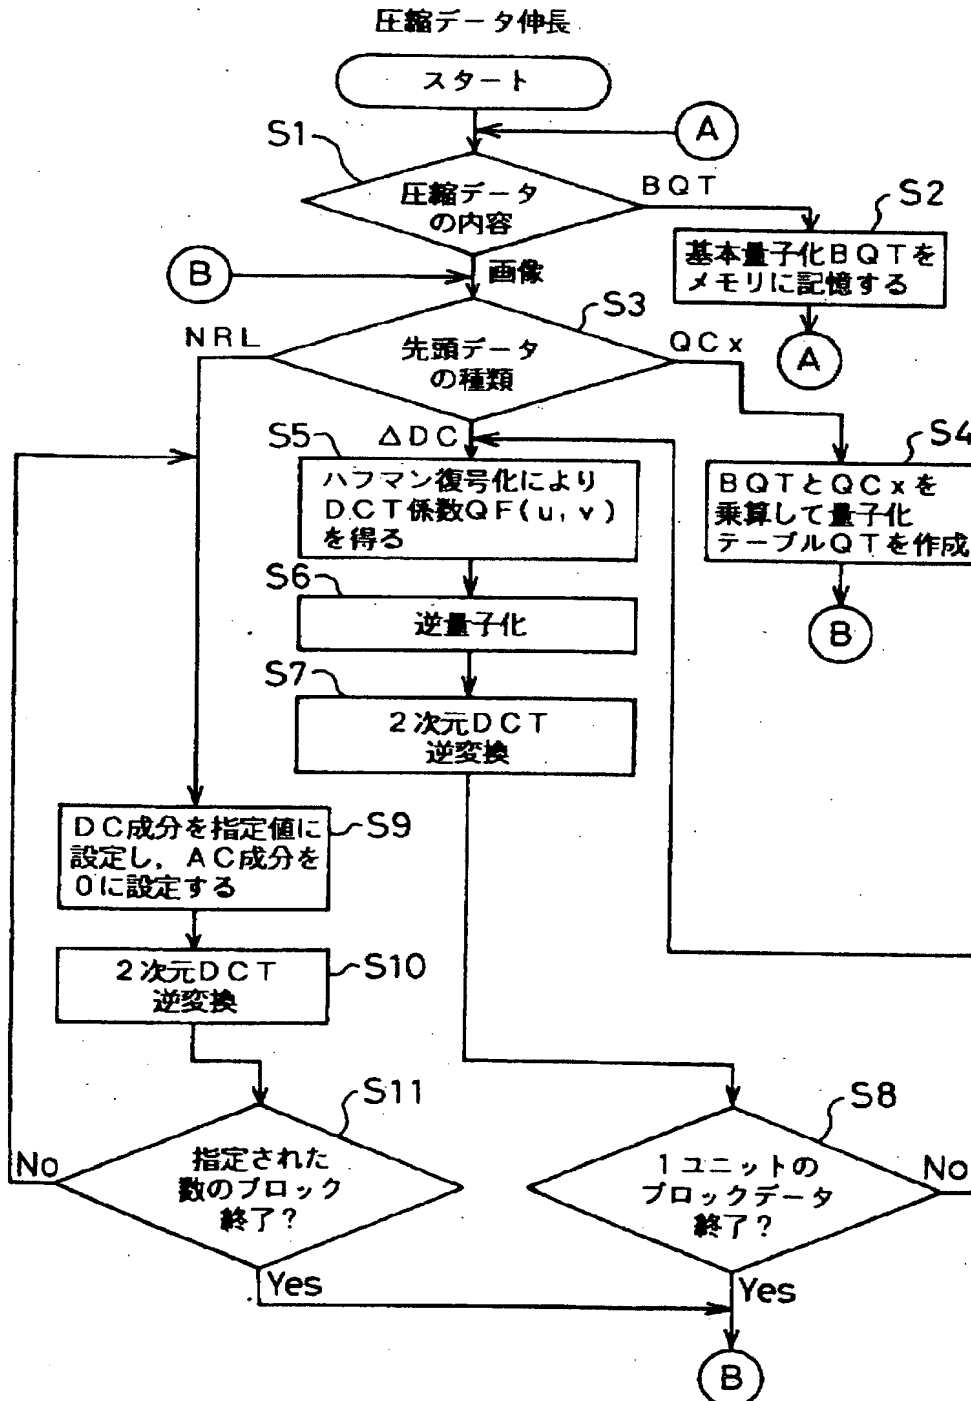 圧縮データ伸長
スタート
A
S1
圧縮データ
の内容
BQT
S2
基本量子化BQTを
メモリに記憶する
A
B
画像
S3
NRL
先頭データ
の種類
QCx
S4
BQTとQCxを
乗算して量子化
テーブルQTを作成
B
△DC
S5
ハフマン復号化により
DCT係数QF(u,v)
を得る
S6
逆量子化
S7
2次元DCT
逆変換
S9
DC成分を指定値に
設定し，AC成分を
0に設定する
S10
2次元DCT
逆変換
S11
指定された
数のブロック
終了？
No
Yes
S8
1ユニットの
ブロックデータ
終了？
No
Yes
B